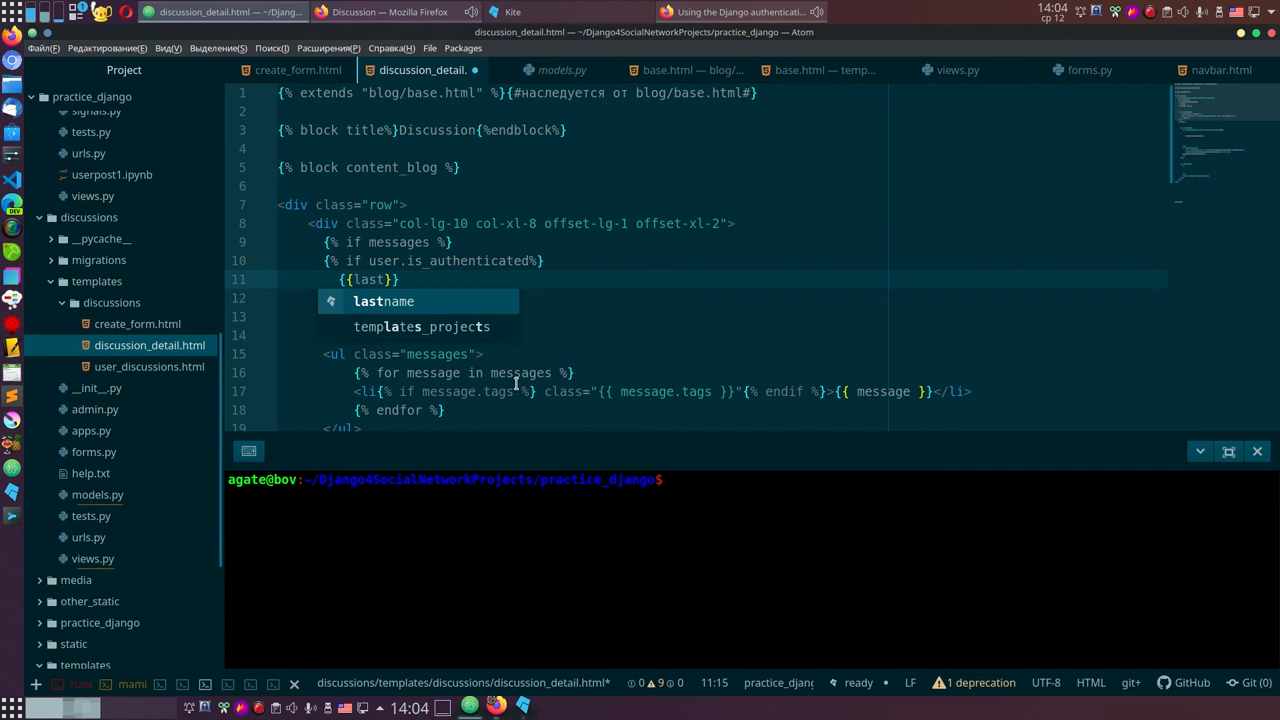 discussion_detail.html — ~/Djang...
Discussion — Mozilla Firefox
Kite
Using the Django authenticati...
14:04
ср 12
discussion_detail.html — ~/Django4SocialNetworkProjects/practice_django — Atom
Файл(F) Редактирование(E) Вид(V) Выделение(S) Поиск(I) Расширения(P) Справка(H) File Packages
Project
create_form.html
discussion_detail.
models.py
base.html — blog/...
base.html — temp...
views.py
forms.py
navbar.html
practice_django
signals.py
tests.py
urls.py
userpost1.ipynb
views.py
discussions
__pycache__
migrations
templates
discussions
create_form.html
discussion_detail.html
user_discussions.html
__init__.py
admin.py
apps.py
forms.py
help.txt
models.py
tests.py
urls.py
views.py
media
other_static
practice_django
static
templates
1 {% extends "blog/base.html" %}{#наследуется от blog/base.html#}
2
3 {% block title%}Discussion{%endblock%}
4
5 {% block content_blog %}
6
7 <div class="row">
8 <div class="col-lg-10 col-xl-8 offset-lg-1 offset-xl-2">
9 {% if messages %}
10 {% if user.is_authenticated%}
11 {{last}}
12 lastname
13 templates_projects
14
15 <ul class="messages">
16 {% for message in messages %}
17 <li{% if message.tags %} class="{{ message.tags }}"{% endif %}>{{ message }}</li>
18 {% endfor %}
19 </ul>
agate@bov:~/Django4SocialNetworkProjects/practice_django$
runs
mami
discussions/templates/discussions/discussion_detail.html*
0 9 0
11:15
practice_djang
ready
LF
1 deprecation
UTF-8
HTML
git+
GitHub
Git (0)
14:04